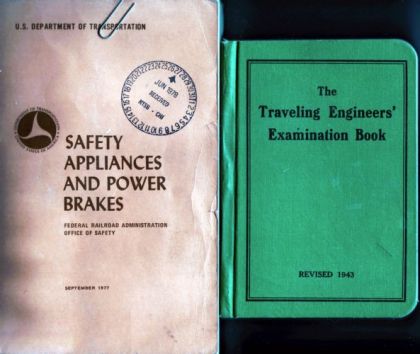 U.S. DEPARTMENT OF TRANSPORTATION
JUN 1978
RECEIVED
SAFETY
APPLIANCES
AND POWER
BRAKES
FEDERAL RAILROAD ADMINISTRATION
OFFICE OF SAFETY
SEPTEMBER 1977
The
Traveling Engineers'
Examination Book
REVISED 1943